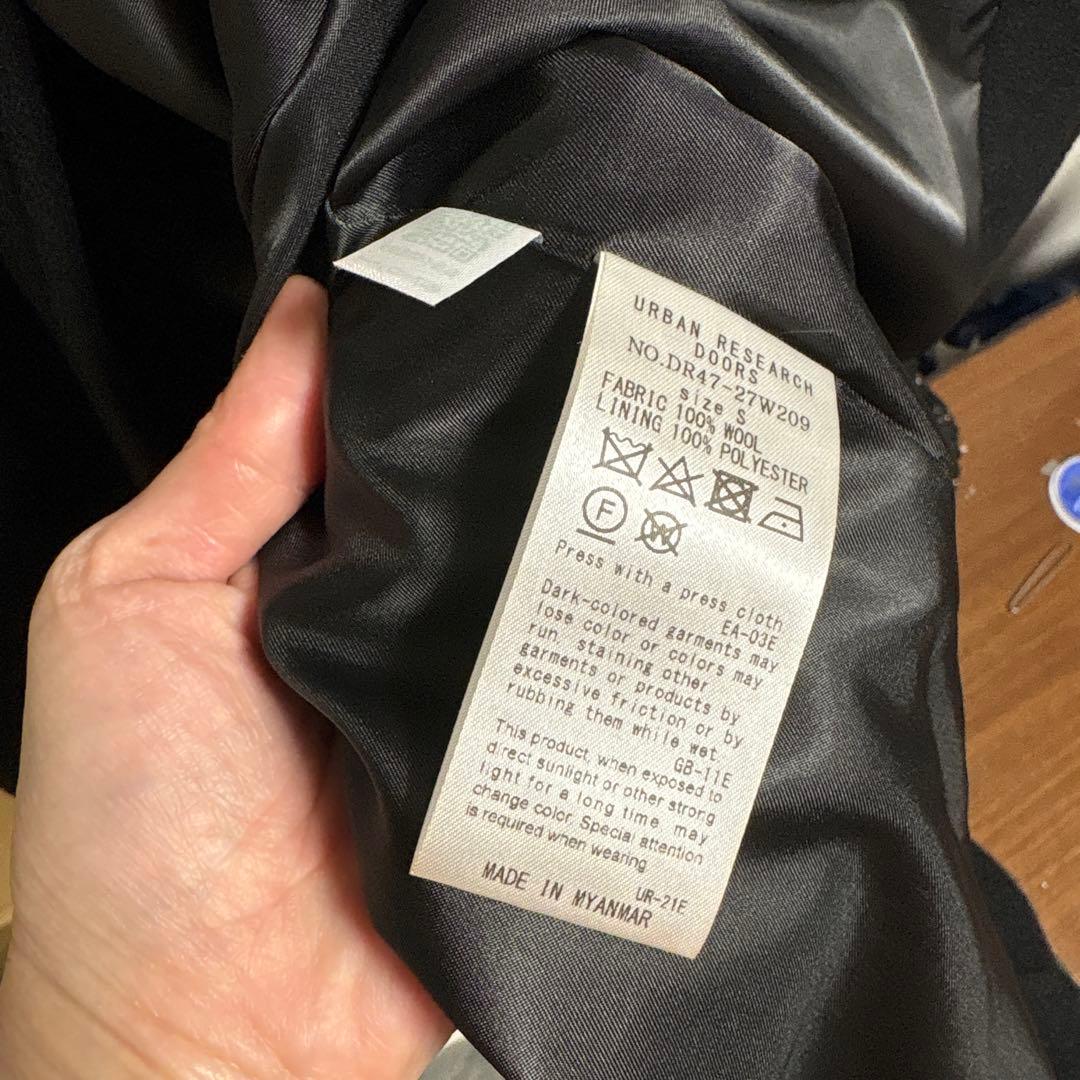 URBAN RESEARCH
DOORS
NO.DR47-27W209
size S
FABRIC 100% WOOL
LINING 100% POLYESTER
F W
Press with a press cloth
EA-03E
Dark-colored garments may
lose color or colors may
run, staining other
garments or products by
excessive friction or by
rubbing them while wet.
GB-11E
This product, when exposed to
direct sunlight or other strong
light for a long time, may
change color. Special attention
is required when wearing
UR-21E
MADE IN MYANMAR